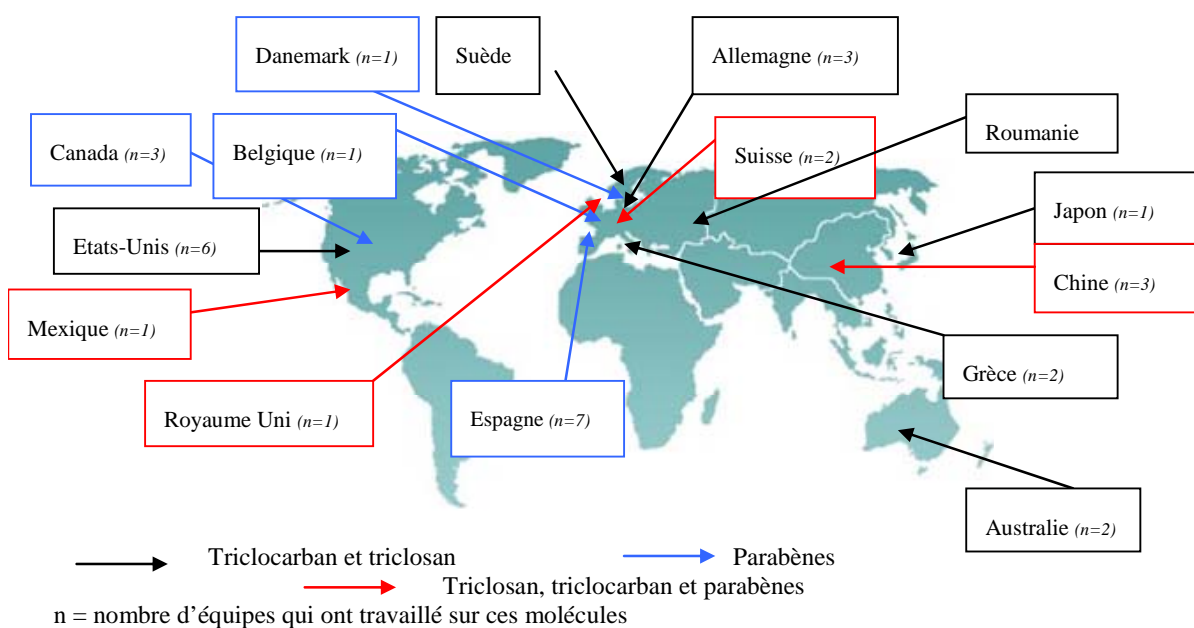 Danemark (n=1)
Suède
Allemagne (n=3)
Canada (n=3)
Belgique (n=1)
Suisse (n=2)
Roumanie
Etats-Unis (n=6)
Japon (n=1)
Chine (n=3)
Mexique (n=1)
Grèce (n=2)
Royaume Uni (n=1)
Espagne (n=7)
Australie (n=2)
Triclocarban et triclosan
Parabènes
Triclosan, triclocarban et parabènes
n = nombre d’équipes qui ont travaillé sur ces molécules